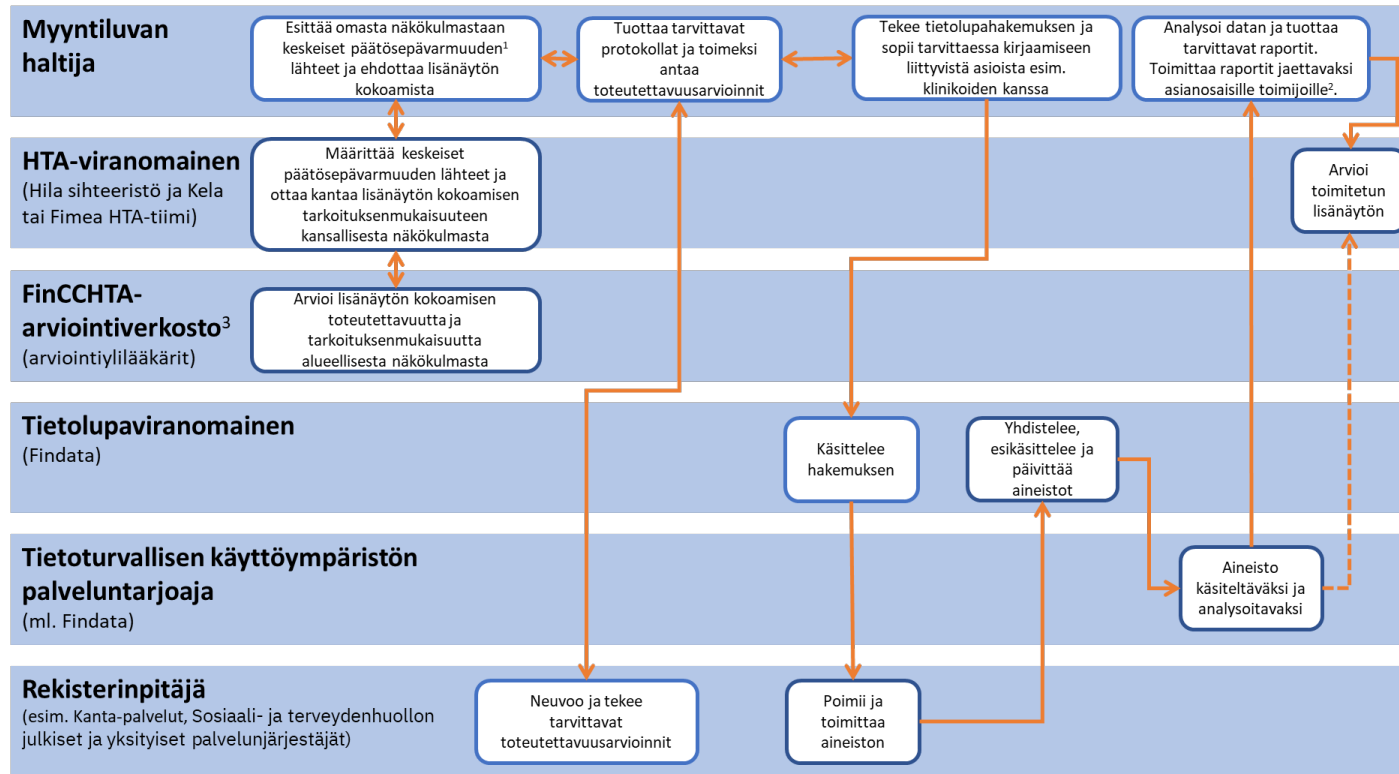 Myyntiluvan
haltija
Esittää omasta näkökulmastaan
keskeiset päätösepävarmuuden¹
lähteet ja ehdottaa lisänäytön
kokoamista
Tuottaa tarvittavat
protokollat ja toimeksi
antaa
toteutettavuusarvioinnit
Tekee tietolupahakemuksen ja
sopii tarvittaessa kirjaamiseen
liittyvistä asioista esim.
klinikoiden kanssa
Analysoi datan ja tuottaa
tarvittavat raportit.
Toimittaa raportit jaettavaksi
asianosaisille toimijoille².
HTA-viranomainen
(Hila sihteeristö ja Kela
tai Fimea HTA-tiimi)
Määrittää keskeiset
päätösepävarmuuden lähteet ja
ottaa kantaa lisänäytön kokoamisen
tarkoituksenmukaisuuteen
kansallisesta näkökulmasta
Arvioi
toimitetun
lisänäytön
FinCCHTA-
arviointiverkosto³
(arviointiylilääkärit)
Arvioi lisänäytön kokoamisen
toteutettavuutta ja
tarkoituksenmukaisuutta
alueellisesta näkökulmasta
Tietolupaviranomainen
(Findata)
Käsittelee
hakemuksen
Yhdistelee,
esikäsittelee ja
päivittää
aineistot
Tietoturvallisen käyttöympäristön
palveluntarjoaja
(ml. Findata)
Aineisto
käsiteltäväksi ja
analysoitavaksi
Rekisterinpitäjä
(esim. Kanta-palvelut, Sosiaali- ja terveydenhuollon
julkiset ja yksityiset palvelunjärjestäjät)
Neuvoo ja tekee
tarvittavat
toteutettavuusarvioinnit
Poimii ja
toimittaa
aineiston